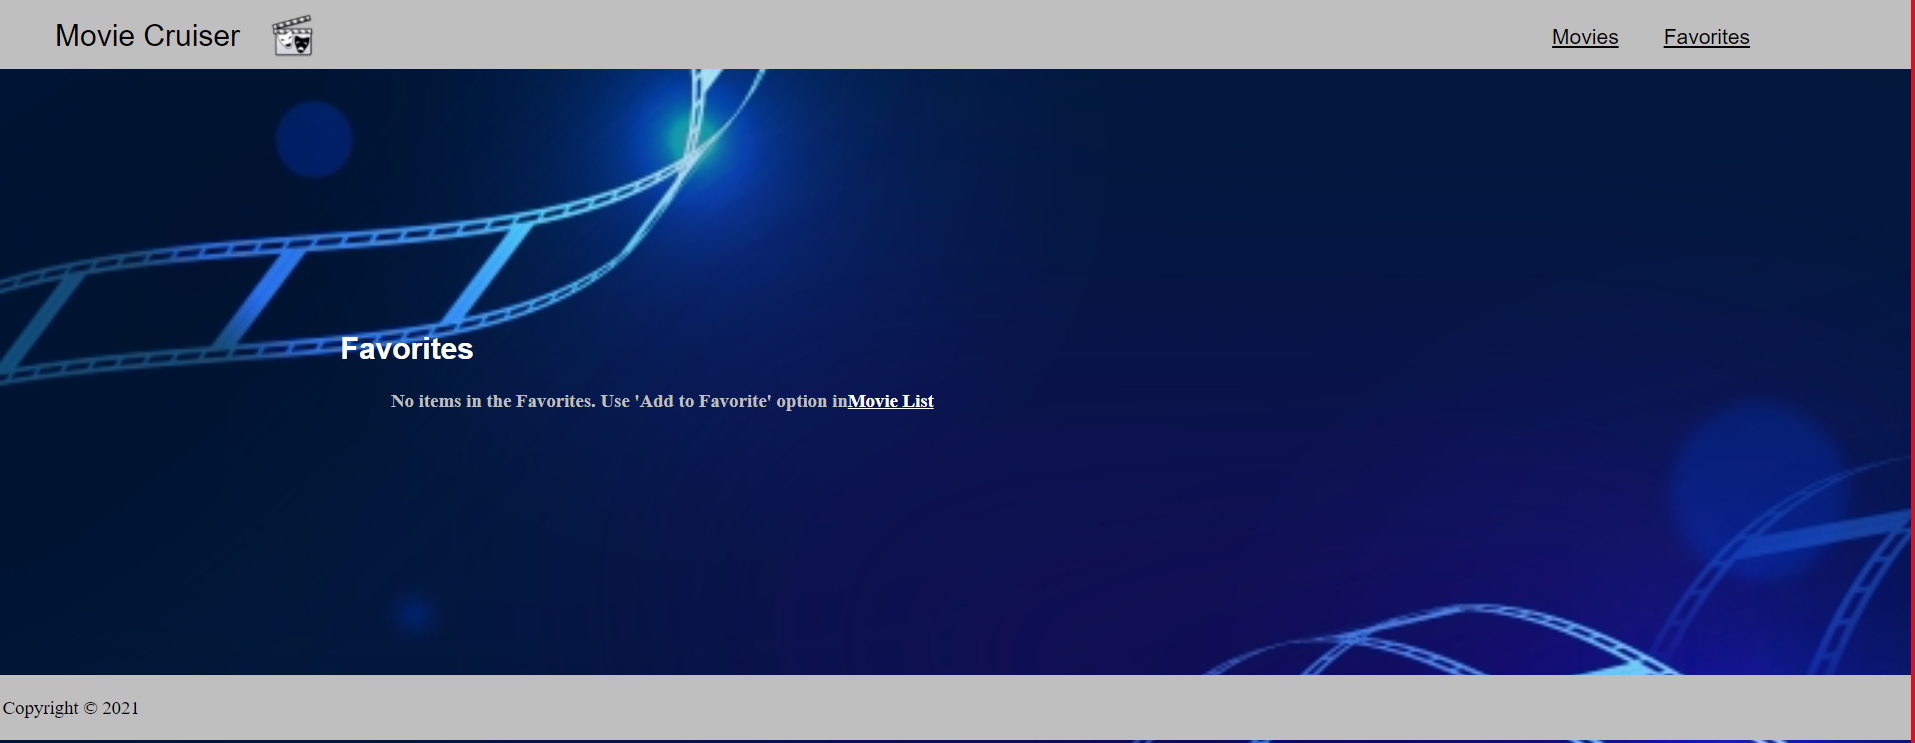 Movie Cruiser
Movies Favorites
Favorites
No items in the Favorites. Use 'Add to Favorite' option inMovie List
Copyright © 2021